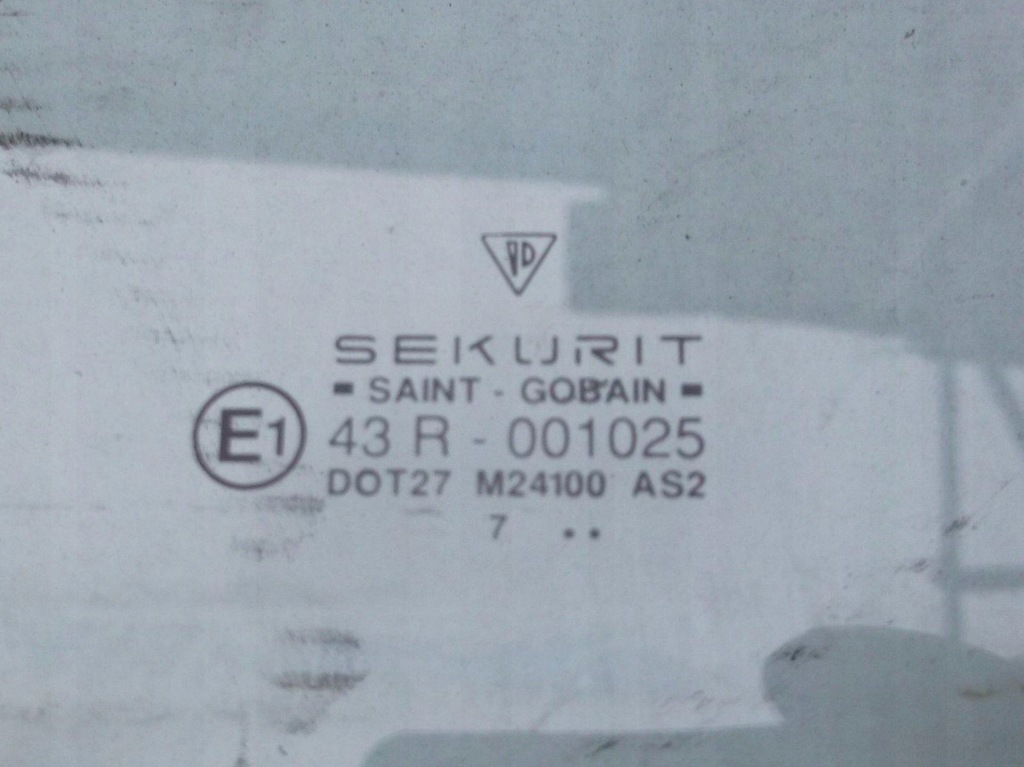 VD
SEKURIT
- SAINT - GOBAIN -
E1 43 R - 001025
DOT27 M24100 AS2
7 ..